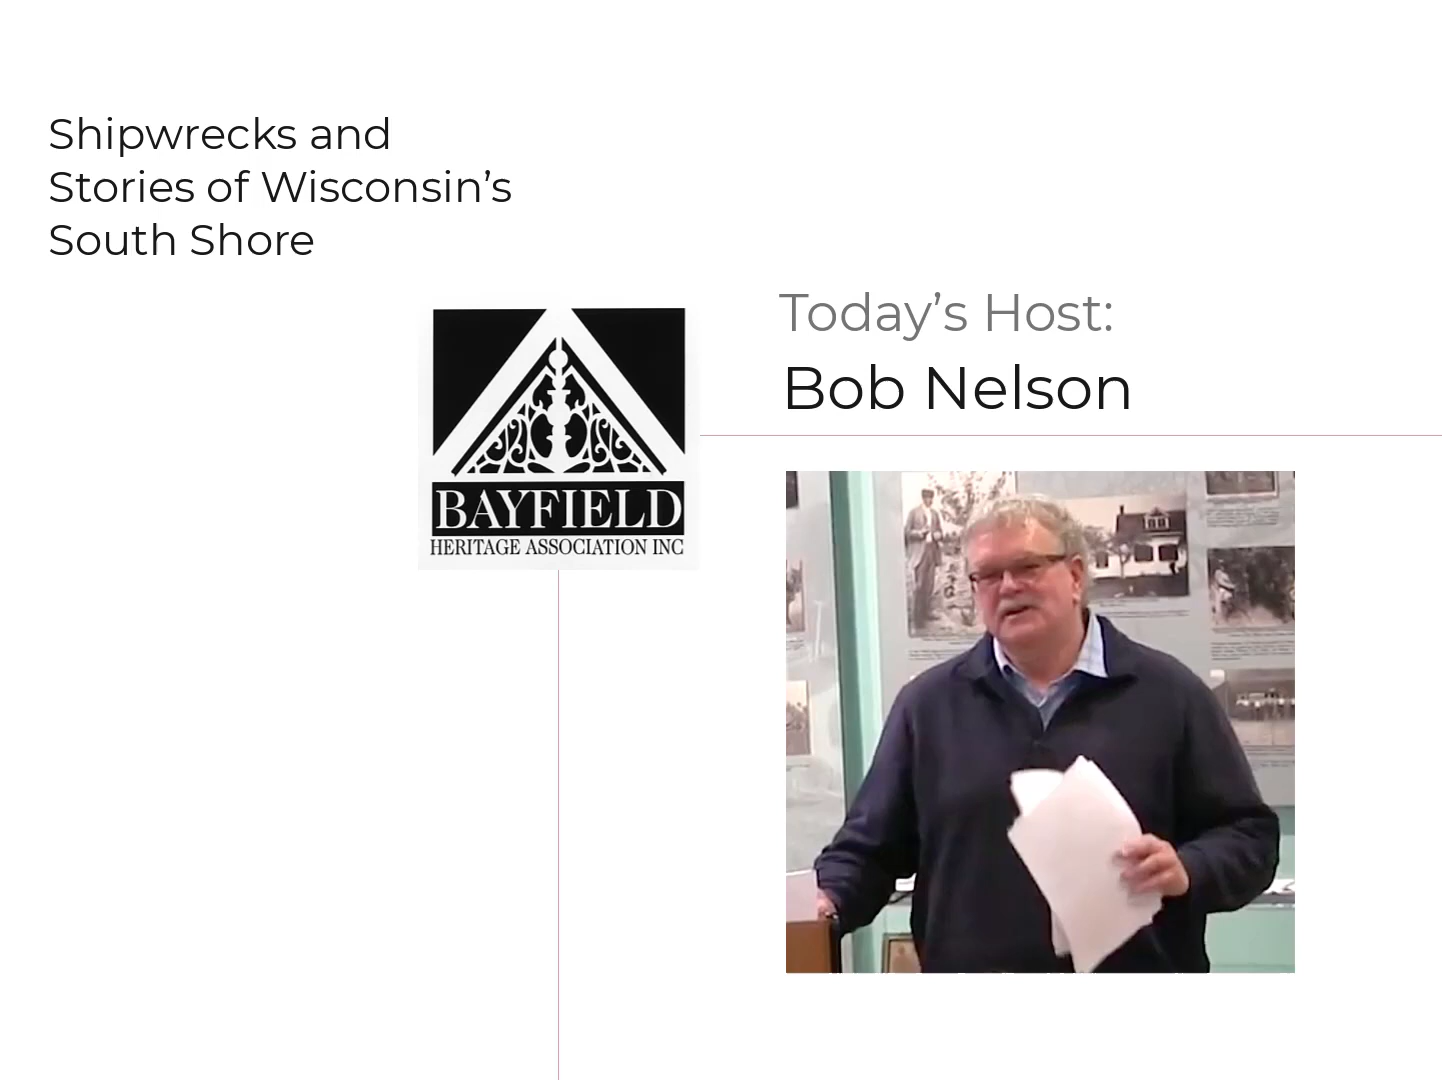 Shipwrecks and
Stories of Wisconsin’s
South Shore
Today’s Host:
Bob Nelson
BAYFIELD
HERITAGE ASSOCIATION INC